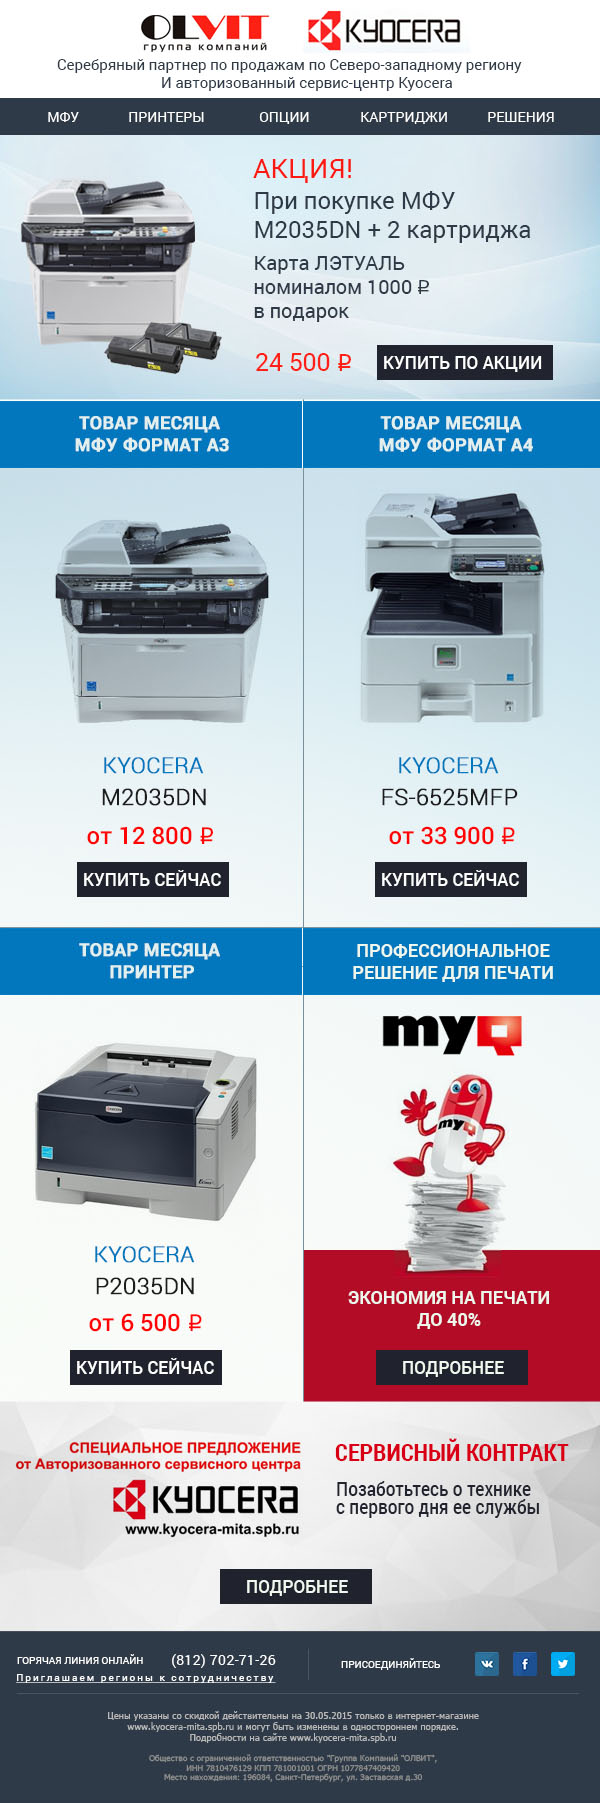 OLVIT
группа компаний
KYOCERA
Серебряный партнер по продажам по Северо-западному региону
И авторизованный сервис-центр Kyocera
МФУ ПРИНТЕРЫ ОПЦИИ КАРТРИДЖИ РЕШЕНИЯ
АКЦИЯ!
При покупке МФУ
M2035DN + 2 картриджа
Карта ЛЭТУАЛЬ
номиналом 1000 ₽
в подарок
24 500 ₽ КУПИТЬ ПО АКЦИИ
ТОВАР МЕСЯЦА
МФУ ФОРМАТ А3
ТОВАР МЕСЯЦА
МФУ ФОРМАТ А4
KYOCERA
M2035DN
от 12 800 ₽
КУПИТЬ СЕЙЧАС
KYOCERA
FS-6525MFP
от 33 900 ₽
КУПИТЬ СЕЙЧАС
ТОВАР МЕСЯЦА
ПРИНТЕР
KYOCERA
P2035DN
от 6 500 ₽
КУПИТЬ СЕЙЧАС
ПРОФЕССИОНАЛЬНОЕ
РЕШЕНИЕ ДЛЯ ПЕЧАТИ
myQ
myQ
ЭКОНОМИЯ НА ПЕЧАТИ
ДО 40%
ПОДРОБНЕЕ
СПЕЦИАЛЬНОЕ ПРЕДЛОЖЕНИЕ
от Авторизованного сервисного центра
KYOCERA
www.kyocera-mita.spb.ru
СЕРВИСНЫЙ КОНТРАКТ
Позаботьтесь о технике
с первого дня ее службы
ПОДРОБНЕЕ
ГОРЯЧАЯ ЛИНИЯ ОНЛАЙН (812) 702-71-26
Приглашаем регионы к сотрудничеству
ПРИСОЕДИНЯЙТЕСЬ
Цены указаны со скидкой действительны на 30.05.2015 только в интернет-магазине
www.kyocera-mita.spb.ru и могут быть изменены в одностороннем порядке.
Подробности на сайте www.kyocera-mita.spb.ru
Общество с ограниченной ответственностью "Группа Компаний "ОЛВИТ",
ИНН 7810476129 КПП 781001001 ОГРН 1077847409420
Место нахождения: 196084, Санкт-Петербург, ул. Заставская д.30